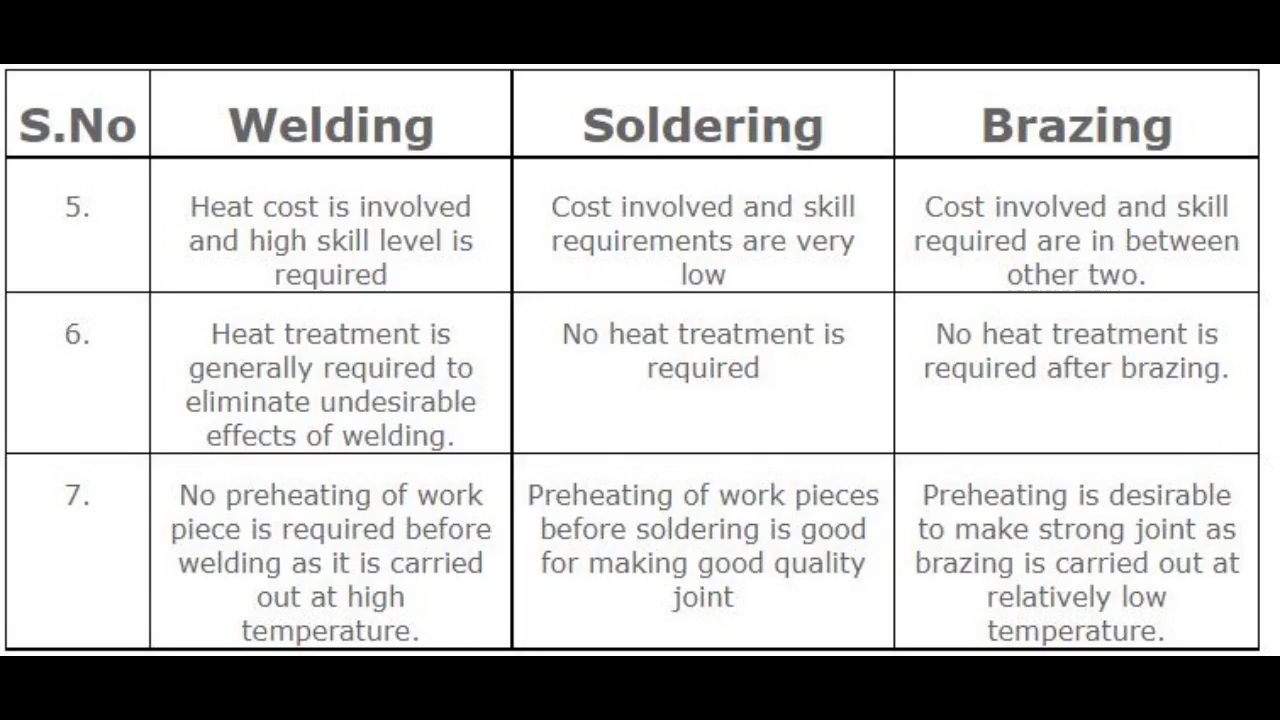 S.No Welding Soldering Brazing
5. Heat cost is involved Cost involved and skill Cost involved and skill
and high skill level is requirements are very required are in between
required low other two.
6. Heat treatment is No heat treatment is No heat treatment is
generally required to required required after brazing.
eliminate undesirable
effects of welding.
7. No preheating of work Preheating of work pieces Preheating is desirable
piece is required before before soldering is good to make strong joint as
welding as it is carried for making good quality brazing is carried out at
out at high joint relatively low
temperature. temperature.